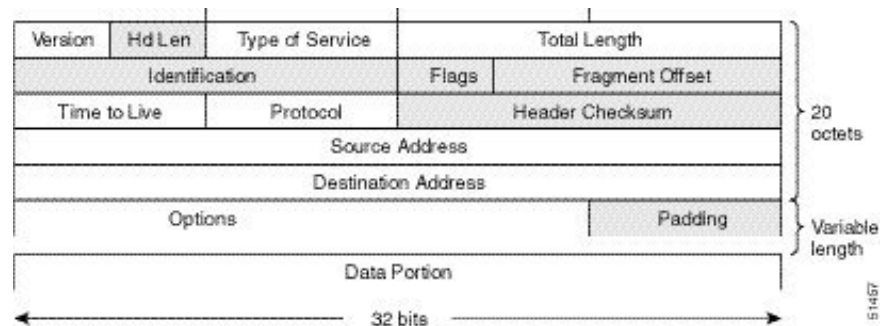 Version Hd Len Type of Service Total Length
Identification Flags Fragment Offset
Time to Live Protocol Header Checksum
20 octets
Source Address
Destination Address
Options Padding
Variable length
Data Portion
32 bits
51457